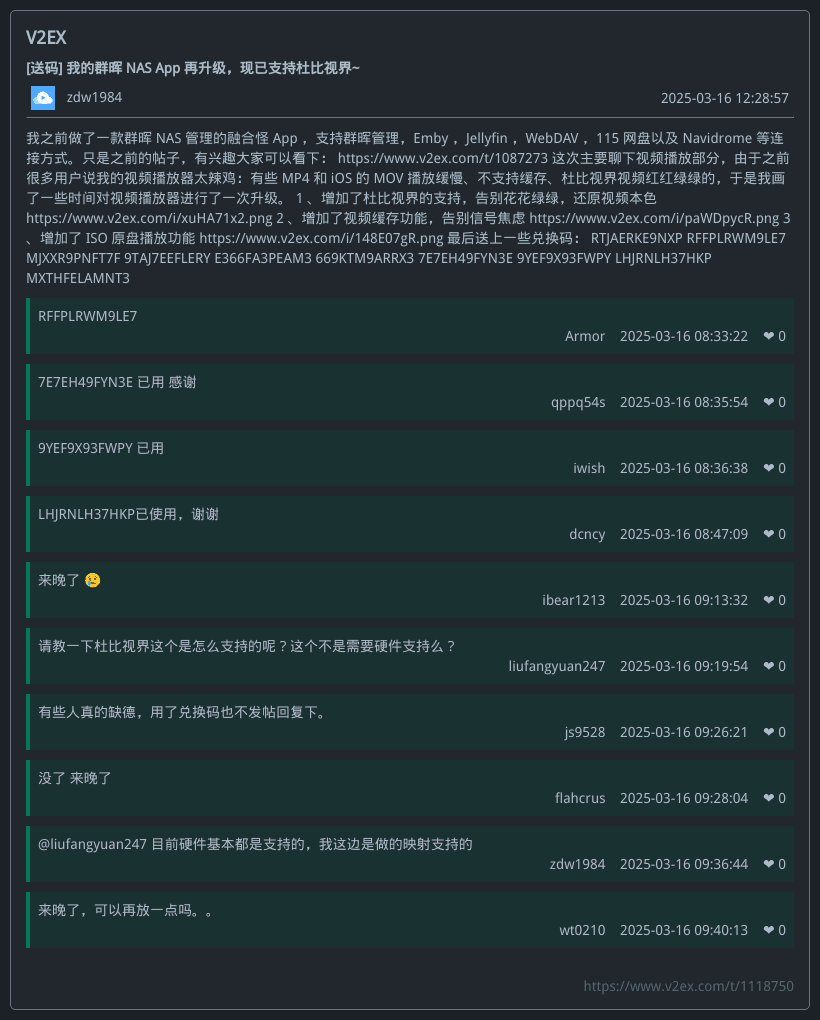 V2EX
[送码] 我的群晖 NAS App 再升级，现已支持杜比视界~
zdw1984
2025-03-16 12:28:57
我之前做了一款群晖 NAS 管理的融合怪 App ，支持群晖管理，Emby ，Jellyfin ，WebDAV ，115 网盘以及 Navidrome 等连
接方式。只是之前的帖子，有兴趣大家可以看下： https://www.v2ex.com/t/1087273 这次主要聊下视频播放部分，由于之前
很多用户说我的视频播放器太辣鸡：有些 MP4 和 iOS 的 MOV 播放缓慢、不支持缓存、杜比视界视频红红绿绿的，于是我画
了一些时间对视频播放器进行了一次升级。 1 、增加了杜比视界的支持，告别花花绿绿，还原视频本色
https://www.v2ex.com/i/xuHA71x2.png 2 、增加了视频缓存功能，告别信号焦虑 https://www.v2ex.com/i/paWDpycR.png 3
、增加了 ISO 原盘播放功能 https://www.v2ex.com/i/148E07gR.png 最后送上一些兑换码： RTJAERKE9NXP RFFPLRWM9LE7
MJXXR9PNFT7F 9TAJ7EEFLERY E366FA3PEAM3 669KTM9ARRX3 7E7EH49FYN3E 9YEF9X93FWPY LHJRNLH37HKP
MXTHFELAMNT3
RFFPLRWM9LE7
Armor 2025-03-16 08:33:22 ❤ 0
7E7EH49FYN3E 已用 感谢
qppq54s 2025-03-16 08:35:54 ❤ 0
9YEF9X93FWPY 已用
iwish 2025-03-16 08:36:38 ❤ 0
LHJRNLH37HKP已使用，谢谢
dcncy 2025-03-16 08:47:09 ❤ 0
来晚了 😢
ibear1213 2025-03-16 09:13:32 ❤ 0
请教一下杜比视界这个是怎么支持的呢？这个不是需要硬件支持么？
liufangyuan247 2025-03-16 09:19:54 ❤ 0
有些人真的缺德，用了兑换码也不发帖回复下。
js9528 2025-03-16 09:26:21 ❤ 0
没了 来晚了
flahcrus 2025-03-16 09:28:04 ❤ 0
@liufangyuan247 目前硬件基本都是支持的，我这边是做的映射支持的
zdw1984 2025-03-16 09:36:44 ❤ 0
来晚了，可以再放一点吗。。
wt0210 2025-03-16 09:40:13 ❤ 0
https://www.v2ex.com/t/1118750